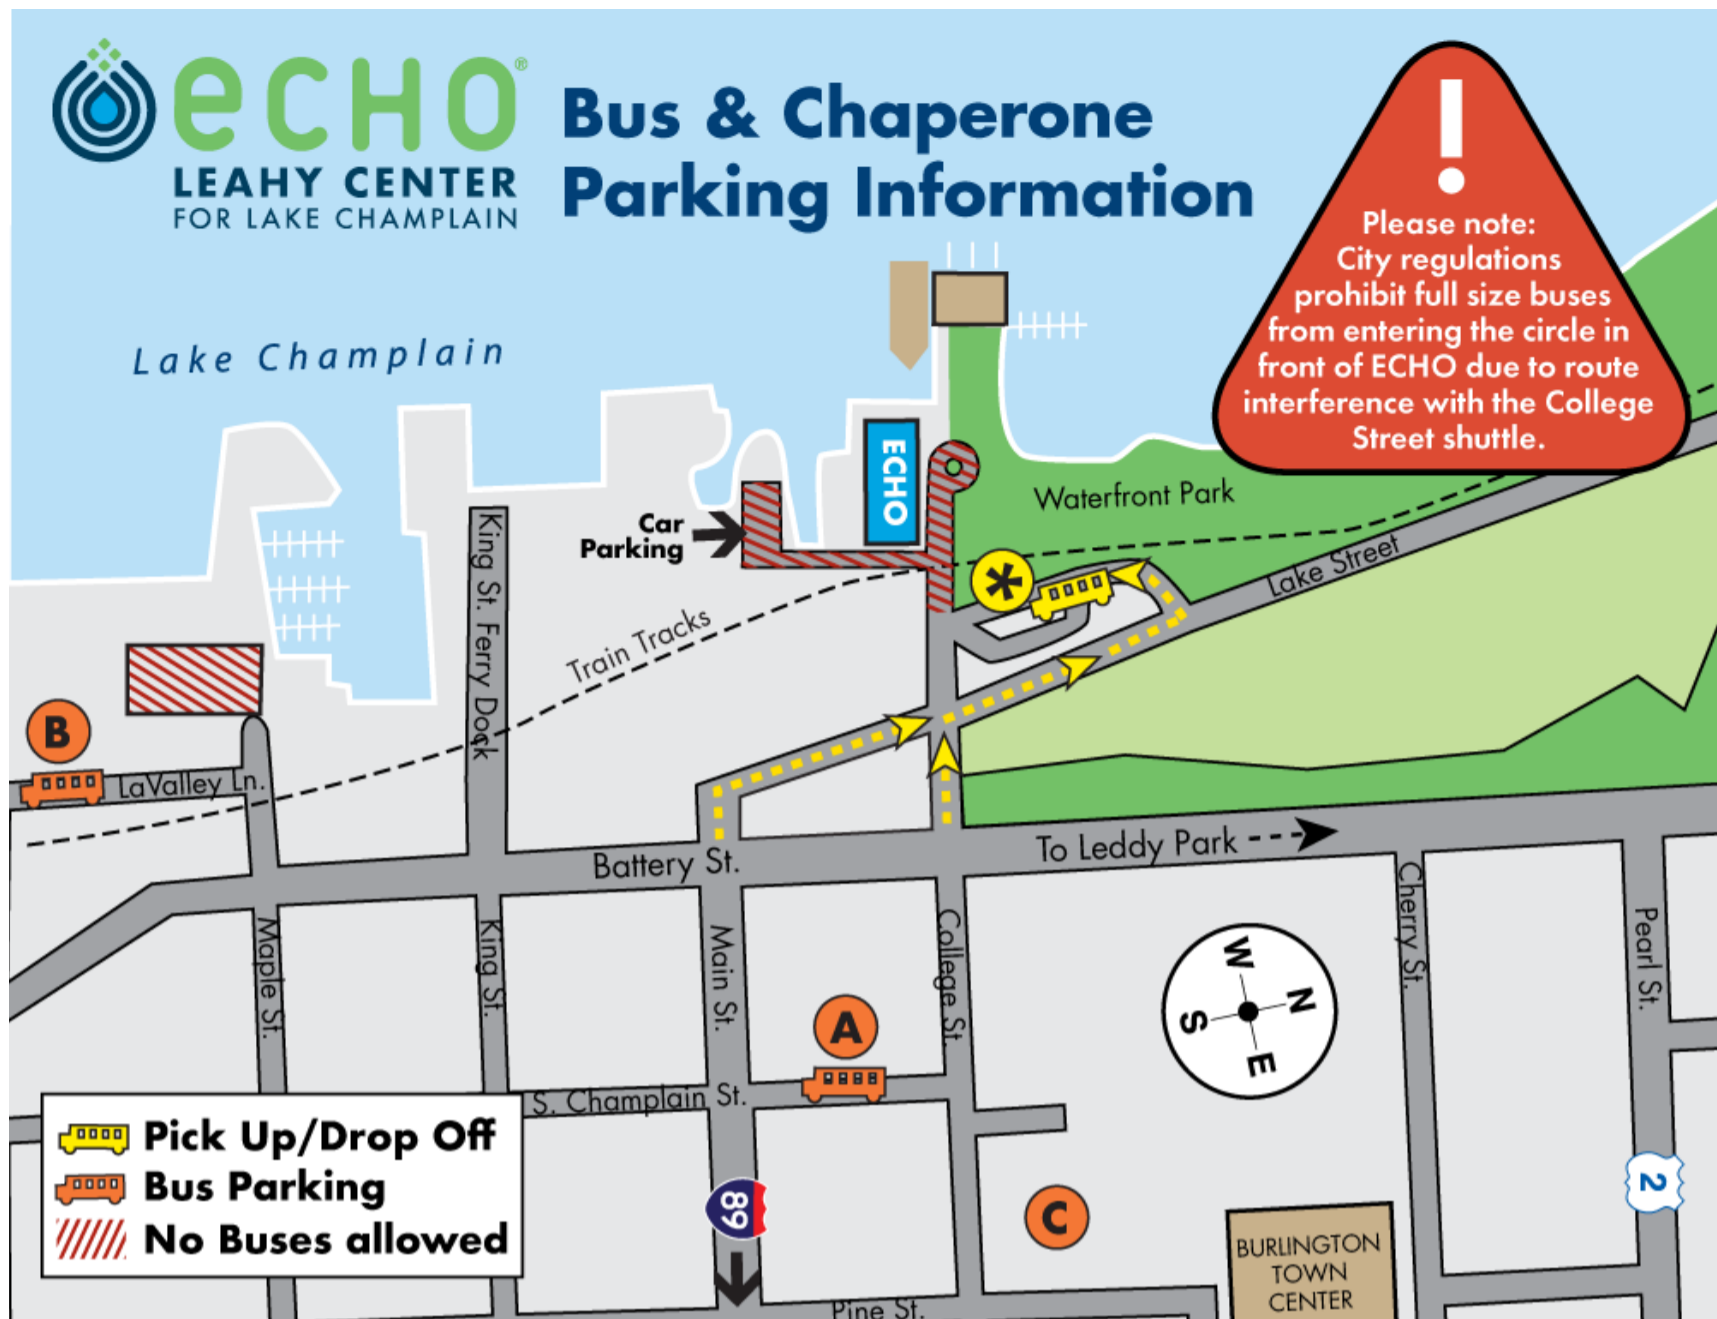 echo®
LEAHY CENTER
FOR LAKE CHAMPLAIN
Bus & Chaperone
Parking Information
!
Please note:
City regulations
prohibit full size buses
from entering the circle in
front of ECHO due to route
interference with the College
Street shuttle.
Lake Champlain
ECHO
Waterfront Park
Car
Parking
King St. Ferry Dock
*
Lake Street
Train Tracks
B
LaValley Ln.
Battery St.
To Leddy Park
Maple St.
King St.
Main St.
College St.
Cherry St.
Pearl St.
W
N
S
E
A
S. Champlain St.
Pick Up/Drop Off
Bus Parking
No Buses allowed
89
C
2
BURLINGTON
TOWN
CENTER
Pine St.